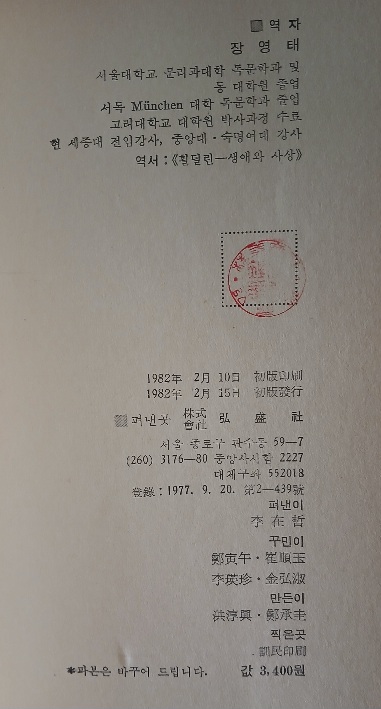 ▩ 역 자
장 영 태
서울대학교 문리과대학 독문학과 및
동 대학원 졸업
서독 München 대학 독문학과 졸업
고려대학교 대학원 박사과정 수료
현 세종대 전임강사, 중앙대·숙명여대 강사
역서:《횔덜린—생애와 사상》
1982年 2月 10日 初版印刷
1982年 2月 15日 初版發行
▩ 펴낸곳 株式會社 弘 盛 社
서울 종로구 관수동 59—7
(260) 3176—80 중앙사서함 2227
대체구좌 552018
登錄:1977. 9. 20. 第2—439號
펴낸이
李 在 哲
꾸민이
鄭寅午·崔順玉
李瑛珍·金弘淑
만든이
洪淳興·鄭承圭
찍은곳
民印刷
*파본은 바꾸어 드립니다. 값 3,400원